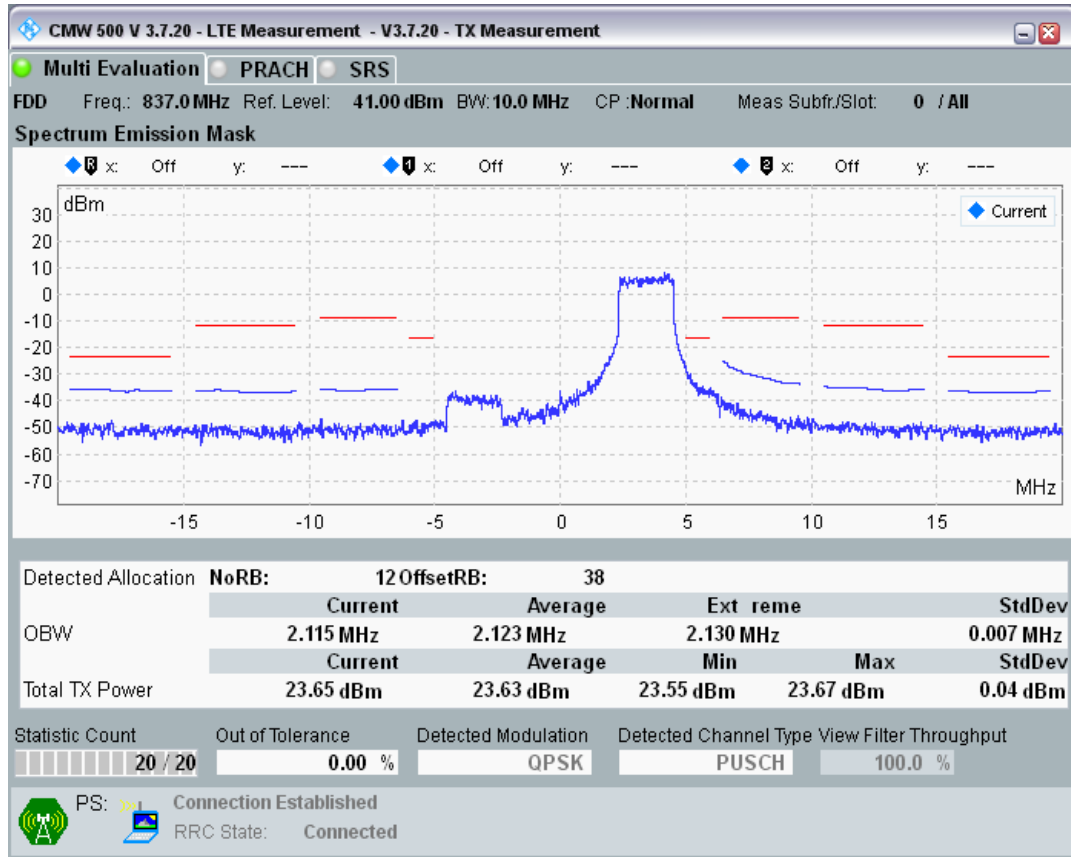 CMW 500 V 3.7.20 - LTE Measurement - V3.7.20 - TX Measurement
Multi Evaluation PRACH SRS
FDD Freq.: 837.0 MHz Ref. Level: 41.00 dBm BW: 10.0 MHz CP :Normal Meas Subfr./Slot: 0 / All
Spectrum Emission Mask
R x: Off y: --- 1 x: Off y: --- 2 x: Off y: ---
dBm
Current
30
20
10
0
-10
-20
-30
-40
-50
-60
-70
MHz
-15 -10 -5 0 5 10 15
Detected Allocation NoRB: 12 OffsetRB: 38
Current Average Ext reme StdDev
OBW 2.115 MHz 2.123 MHz 2.130 MHz 0.007 MHz
Current Average Min Max StdDev
Total TX Power 23.65 dBm 23.63 dBm 23.55 dBm 23.67 dBm 0.04 dBm
Statistic Count Out of Tolerance Detected Modulation Detected Channel Type View Filter Throughput
20 / 20 0.00 % QPSK PUSCH 100.0 %
PS: Connection Established
RRC State: Connected